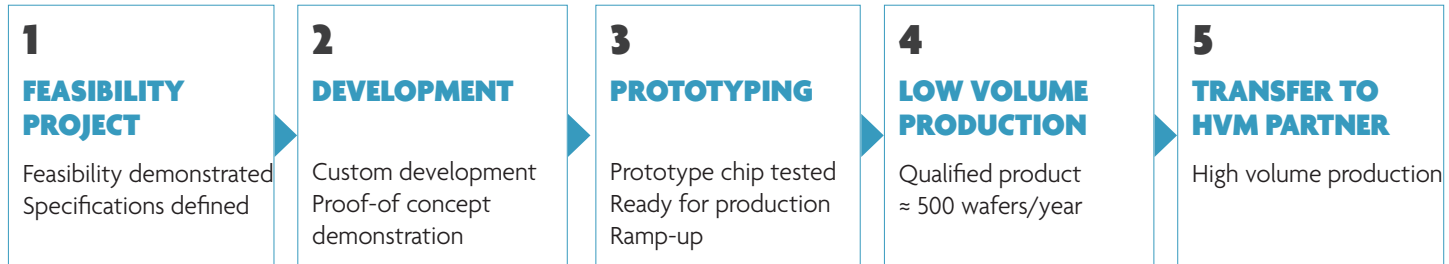 1
FEASIBILITY
PROJECT
Feasibility demonstrated
Specifications defined
2
DEVELOPMENT
Custom development
Proof-of concept
demonstration
3
PROTOTYPING
Prototype chip tested
Ready for production
Ramp-up
4
LOW VOLUME
PRODUCTION
Qualified product
≈ 500 wafers/year
5
TRANSFER TO
HVM PARTNER
High volume production